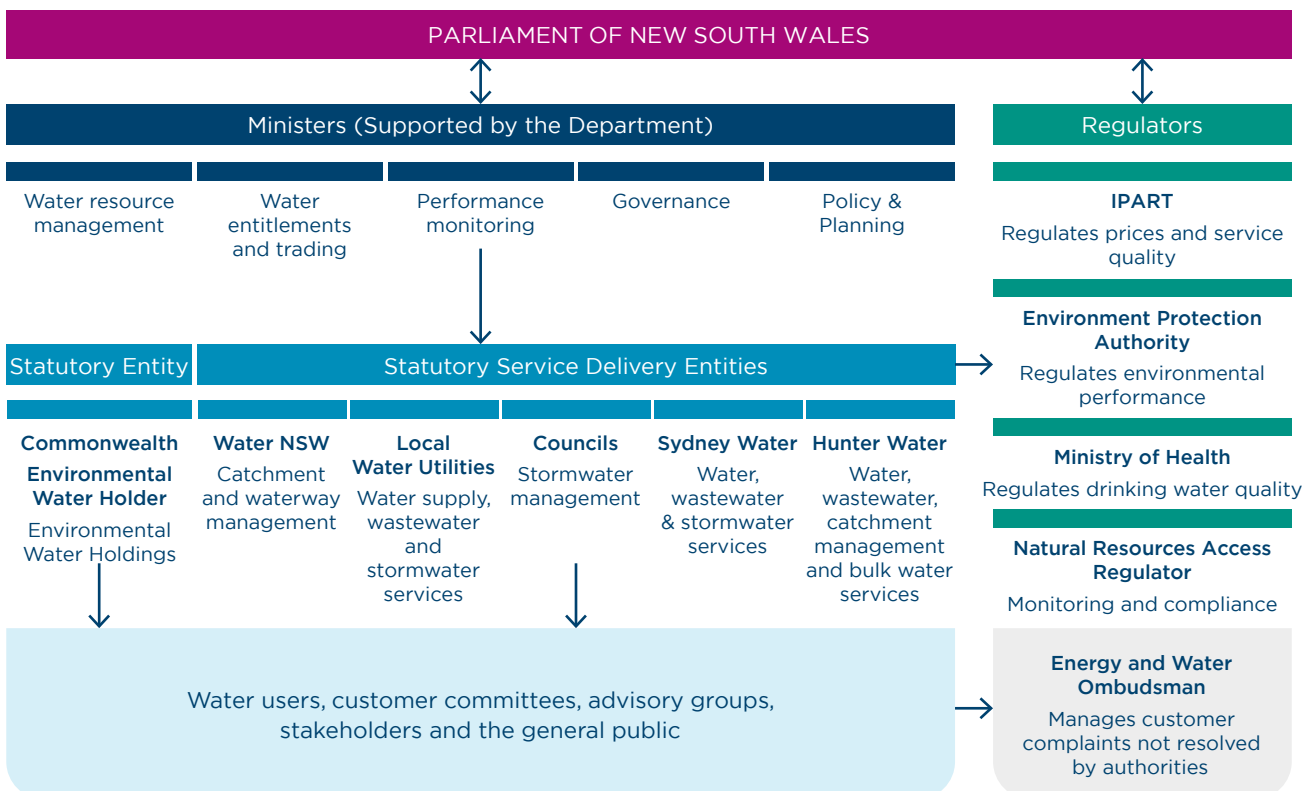 PARLIAMENT OF NEW SOUTH WALES
Ministers (Supported by the Department)
Water resource
management
Water
entitlements
and trading
Performance
monitoring
Governance
Policy &
Planning
Statutory Entity
Statutory Service Delivery Entities
Commonwealth
Environmental
Water Holder
Environmental
Water Holdings
Water NSW
Catchment
and waterway
management
Local
Water Utilities
Water supply,
wastewater
and
stormwater
services
Councils
Stormwater
management
Sydney Water
Water,
wastewater
& stormwater
services
Hunter Water
Water,
wastewater,
catchment
management
and bulk water
services
Water users, customer committees, advisory groups,
stakeholders and the general public
Regulators
IPART
Regulates prices and service
quality
Environment Protection
Authority
Regulates environmental
performance
Ministry of Health
Regulates drinking water quality
Natural Resources Access
Regulator
Monitoring and compliance
Energy and Water
Ombudsman
Manages customer
complaints not resolved
by authorities